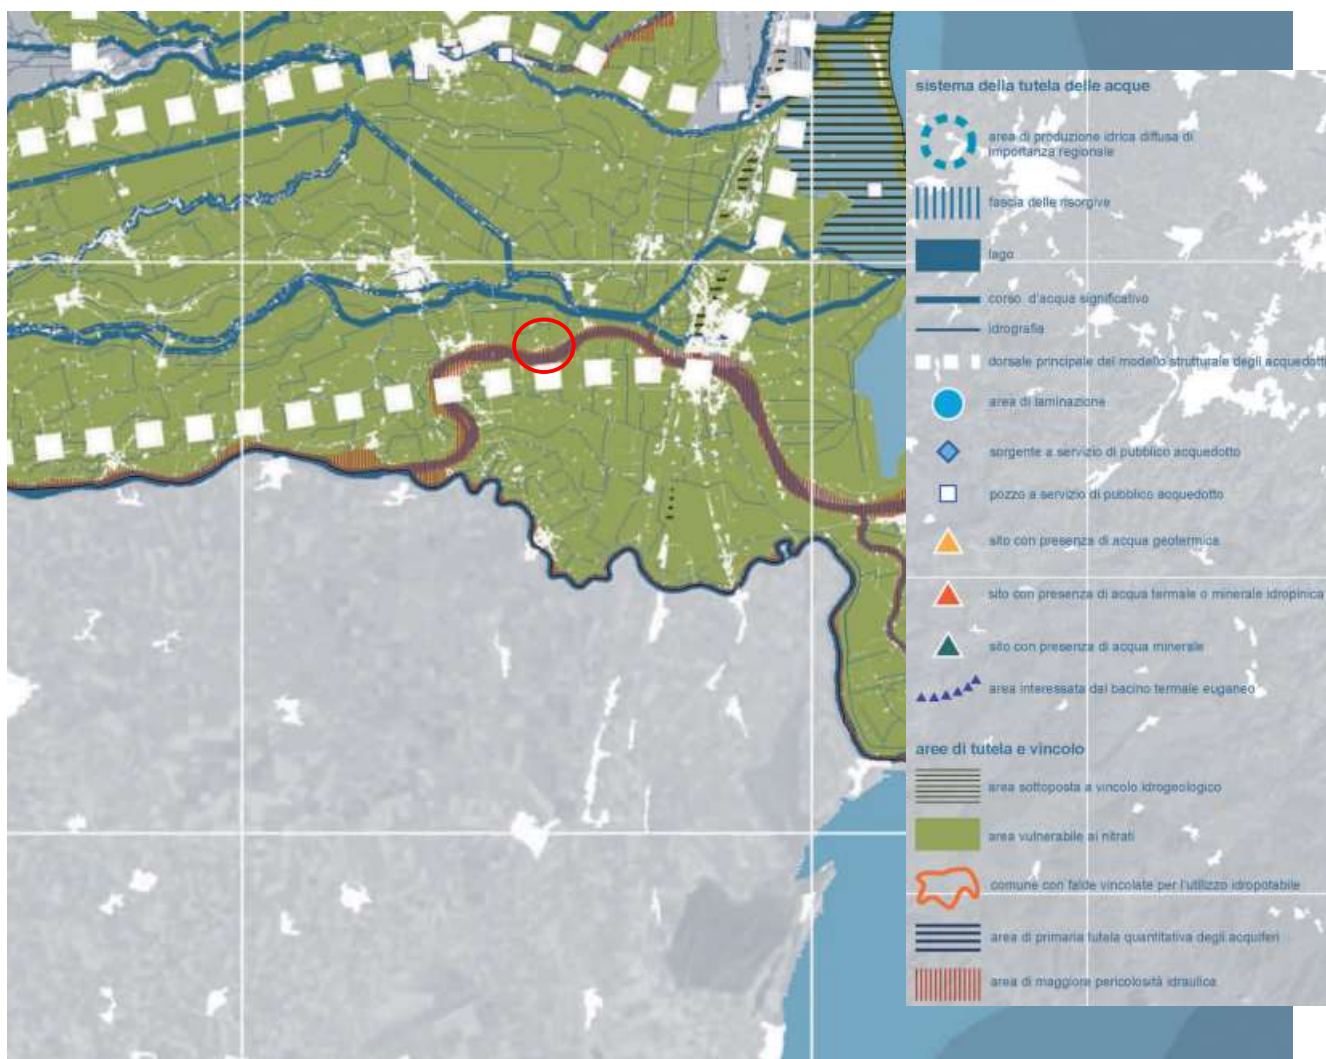 sistema della tutela delle acque
area di produzione idrica diffusa di
importanza regionale
fascia delle risorgive
lago
corso d'acqua significativo
idrografia
dorsale principale del modello strutturale degli acquedotti
area di laminazione
sorgente a servizio di pubblico acquedotto
pozzo a servizio di pubblico acquedotto
sito con presenza di acqua geotermica
sito con presenza di acqua termale o minerale idropinica
sito con presenza di acqua minerale
area interessata dal bacino termale euganeo
aree di tutela e vincolo
area sottoposta a vincolo idrogeologico
area vulnerabile ai nitrati
comune con falde vincolate per l'utilizzo idropotabile
area di primaria tutela quantitativa degli acquiferi
area di maggiore pericolosità idraulica